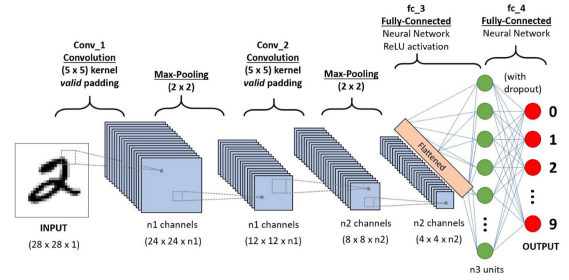 Conv_1
Convolution
(5 x 5) kernel
valid padding
Max-Pooling
(2 x 2)
Conv_2
Convolution
(5 x 5) kernel
valid padding
Max-Pooling
(2 x 2)
fc_3
Fully-Connected
Neural Network
ReLU activation
fc_4
Fully-Connected
Neural Network
(with
dropout)
Flattened
0
1
2
9
OUTPUT
INPUT
(28 x 28 x 1)
n1 channels
(24 x 24 x n1)
n1 channels
(12 x 12 x n1)
n2 channels
(8 x 8 x n2)
n2 channels
(4 x 4 x n2)
n3 units